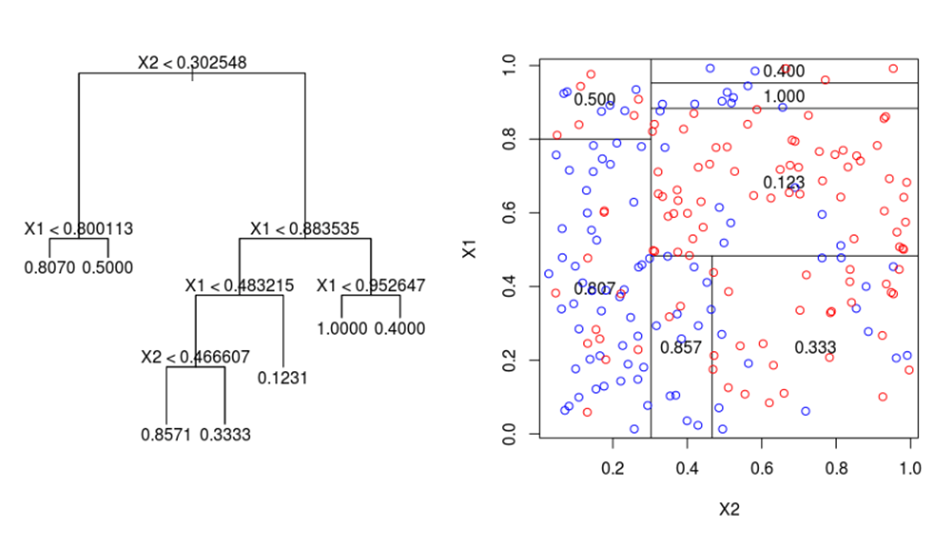 X2 < 0.302548
X1 < 0.800113
X1 < 0.883535
0.8070 0.5000
X1 < 0.483215
X1 < 0.952647
1.0000 0.4000
X2 < 0.466607
0.1231
0.8571 0.3333
X1
0.0 0.2 0.4 0.6 0.8 1.0
0.400
0.500
1.000
0.123
0.807
0.857
0.333
0.2 0.4 0.6 0.8 1.0
X2